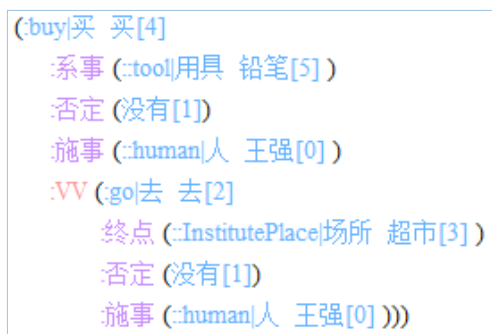 (:buy|买 买[4]
:系事 (::tool|用具 铅笔[5] )
:否定 (没有[1])
:施事 (::human|人 王强[0] )
:VV (:go|去 去[2]
:终点 (::InstitutePlace|场所 超市[3] )
:否定 (没有[1])
:施事 (::human|人 王强[0] )))